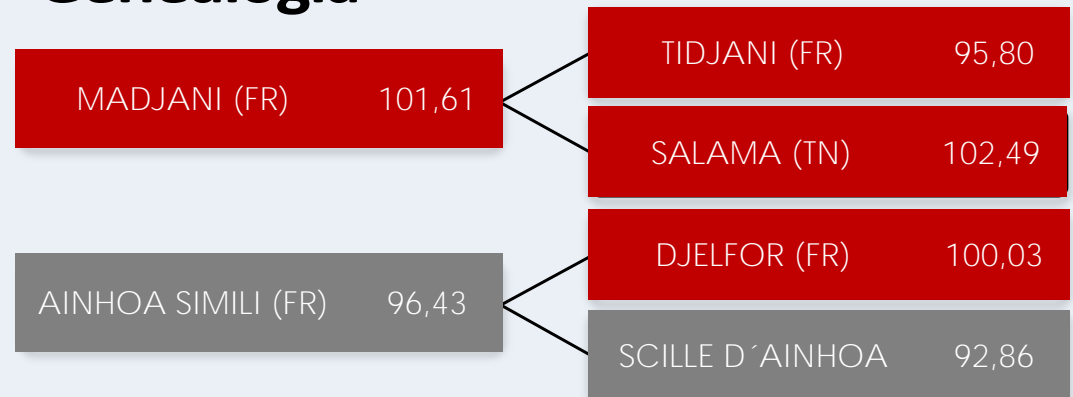 Genealogía
MADJANI (FR) 101,61
TIDJANI (FR) 95,80
SALAMA (TN) 102,49
AINHOA SIMILI (FR) 96,43
DJELFOR (FR) 100,03
SCILLE D´AINHOA 92,86